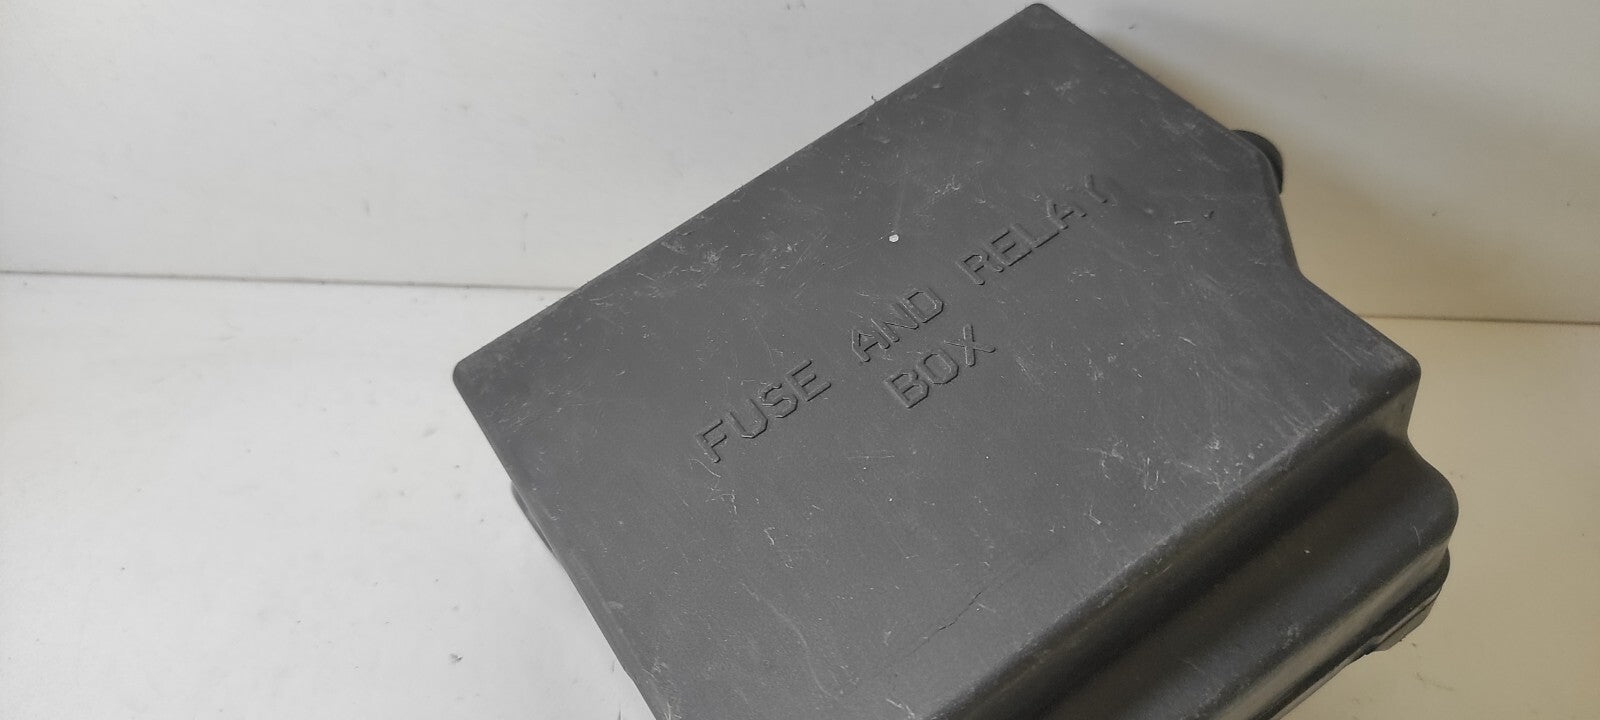 FUSE AND RELAY
BOX